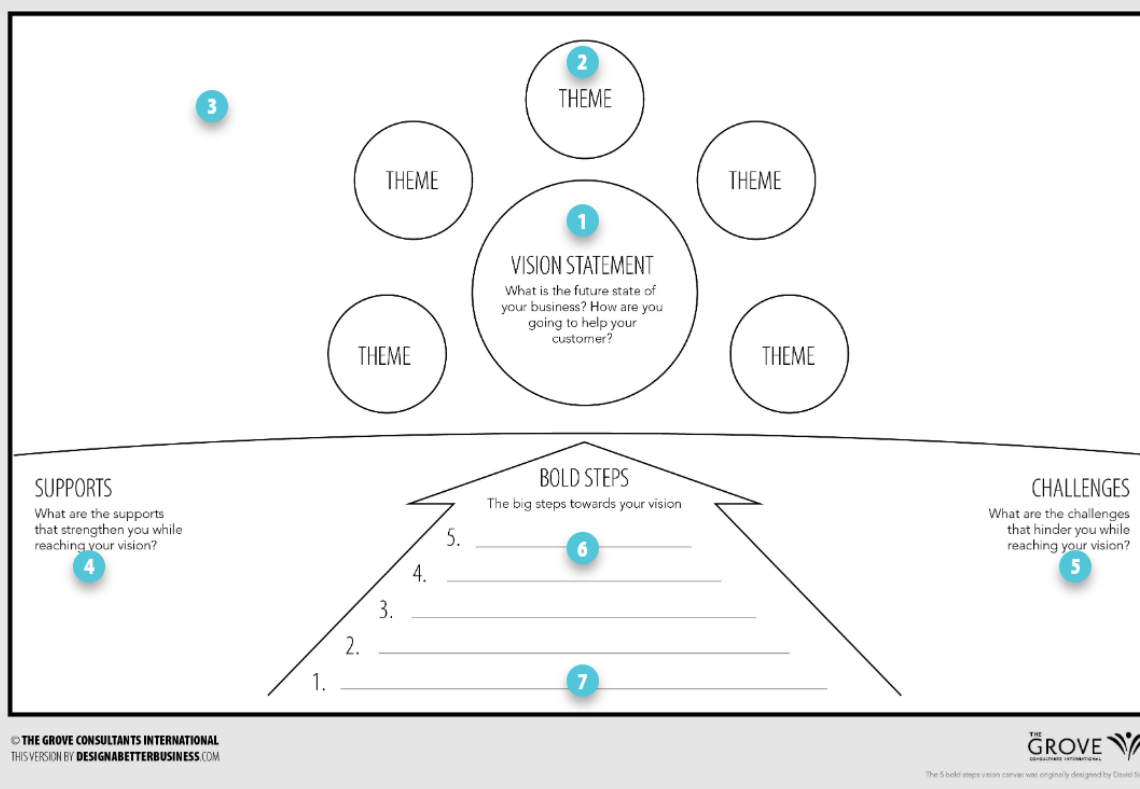 2
THEME
3
THEME
THEME
1
VISION STATEMENT
What is the future state of
your business? How are you
going to help your
customer?
THEME
THEME
SUPPORTS
What are the supports
that strengthen you while
reaching your vision?
4
BOLD STEPS
The big steps towards your vision
5.
6
4.
3.
2.
1.
7
CHALLENGES
What are the challenges
that hinder you while
reaching your vision?
5
© THE GROVE CONSULTANTS INTERNATIONAL
THIS VERSION BY DESIGNABETTERBUSINESS.COM
THE
GROVE
CONSULTANTS INTERNATIONAL
The 5 bold steps vision canvas was originally designed by David